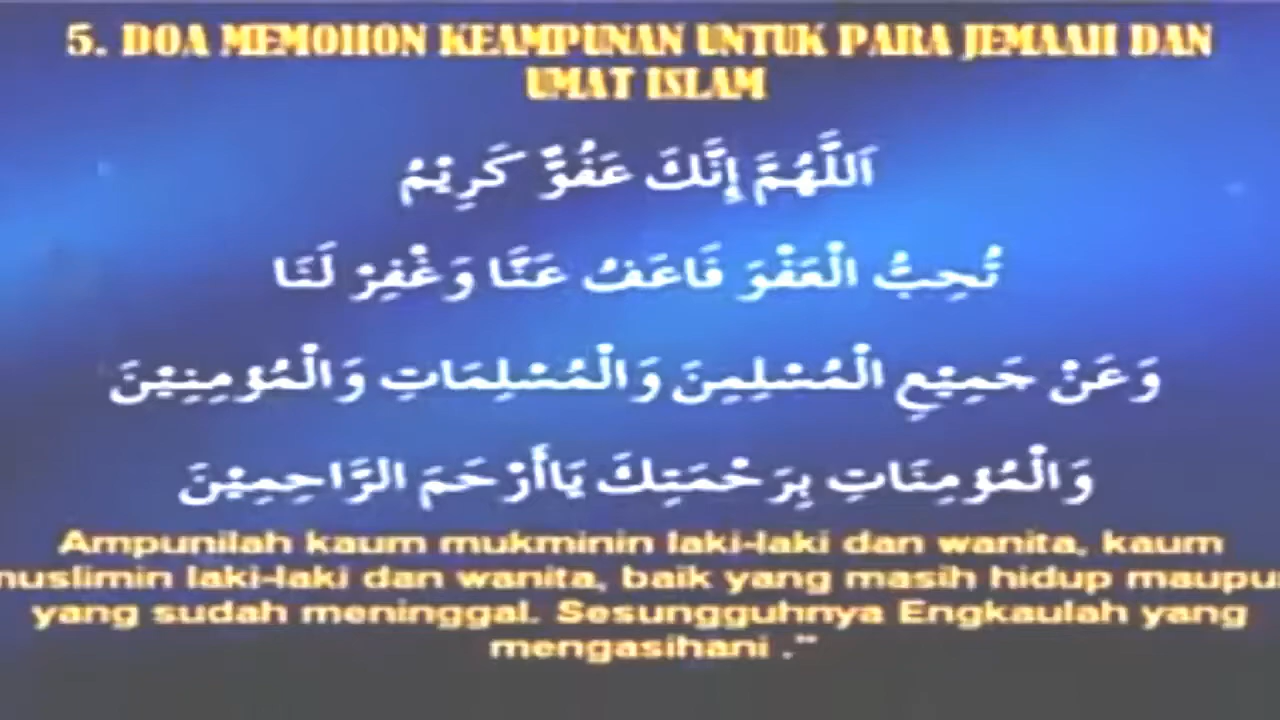 5. DOA MEMOHON KEAMPUNAN UNTUK PARA JEMAAH DAN
UMAT ISLAM
اَللَّهُمَّ إِنَّكَ عَفُوٌّ كَرِيْمُ
تُحِبُّ الْعَفْوَ فَاعَفُ عَنَّا وَغْفِرْ لَنَا
وَعَنْ جَمِيْعِ الْمُسْلِمِنَ وَالْمُسْلِمَاتِ وَالْمُؤْمِنِيْنَ
وَالْمُؤْمِنَاتِ بِرَحْمَتِكَ يَاأَرْحَمَ الرَّاحِمِيْنَ
Ampunilah kaum mukminin laki-laki dan wanita, kaum
nuslimin laki-laki dan wanita, baik yang masih hidup maupu
yang sudah meninggal. Sesungguhnya Engkaulah yang
mengasihani ."